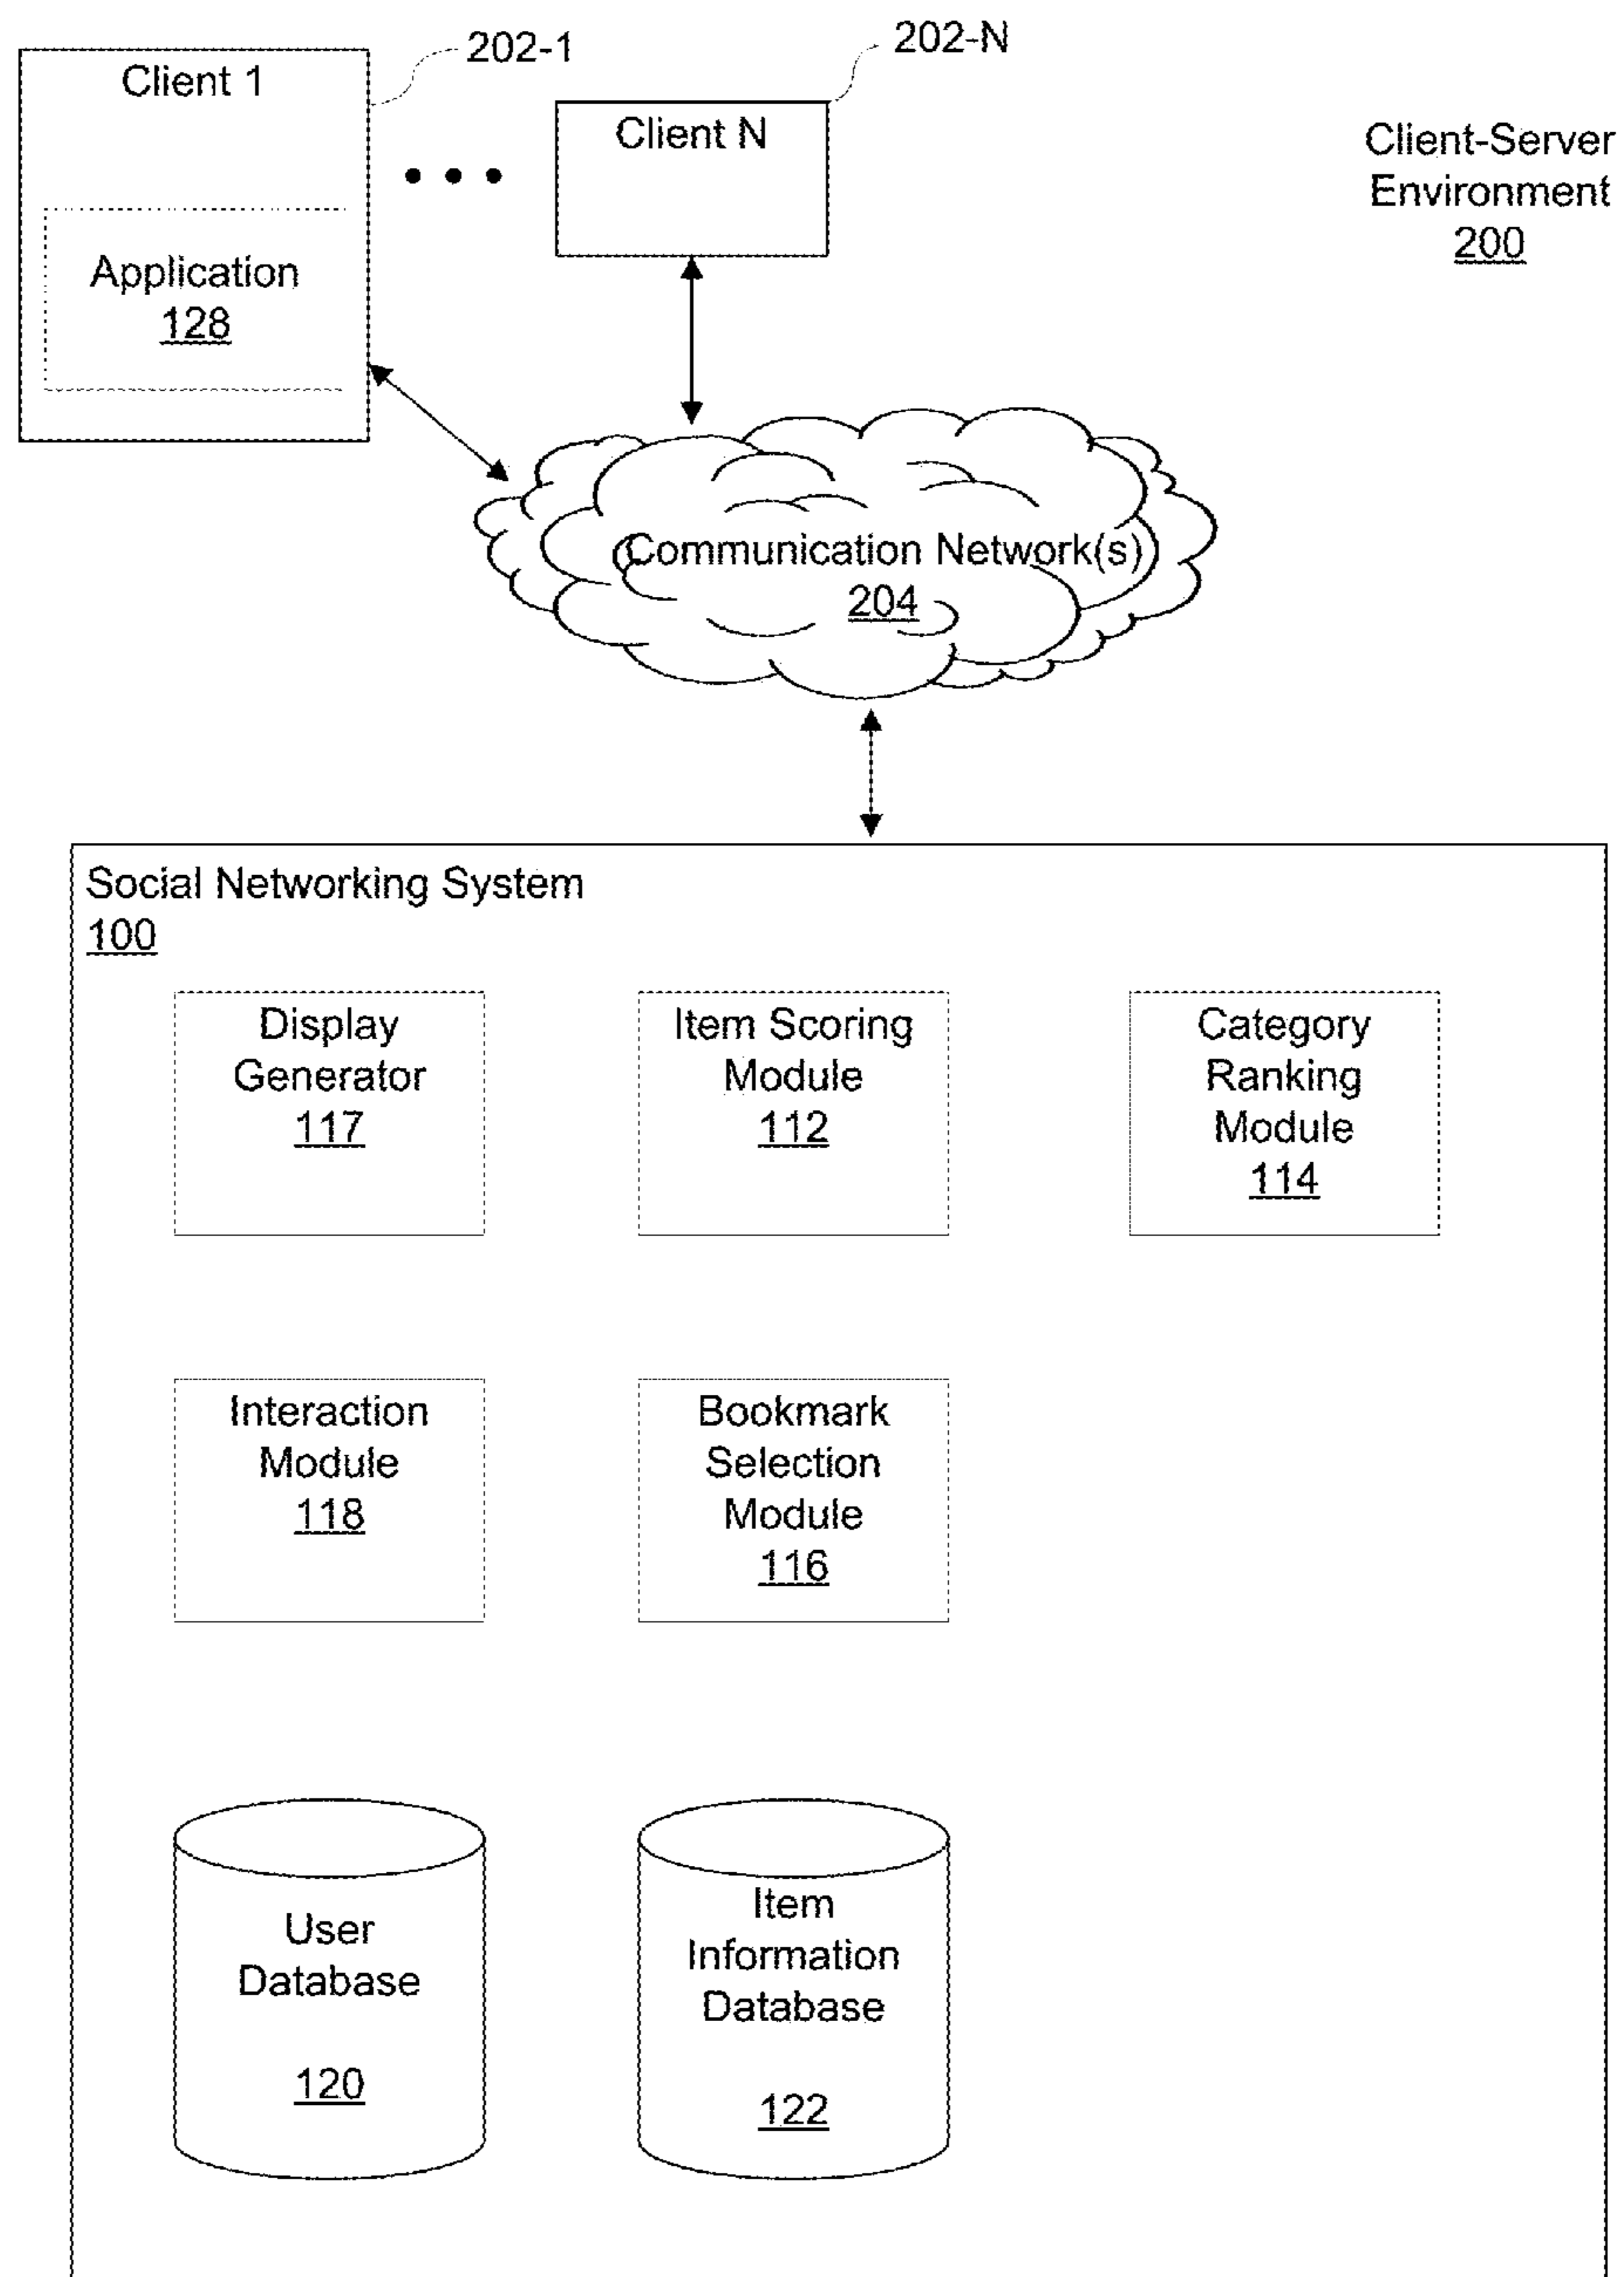 202-1
202-N
Client 1
Client N
Client-Server
Environment
200
Application
128
Communication Network(s)
204
Social Networking System
100
Display
Generator
117
Item Scoring
Module
112
Category
Ranking
Module
114
Interaction
Module
118
Bookmark
Selection
Module
116
User
Database
120
Item
Information
Database
122